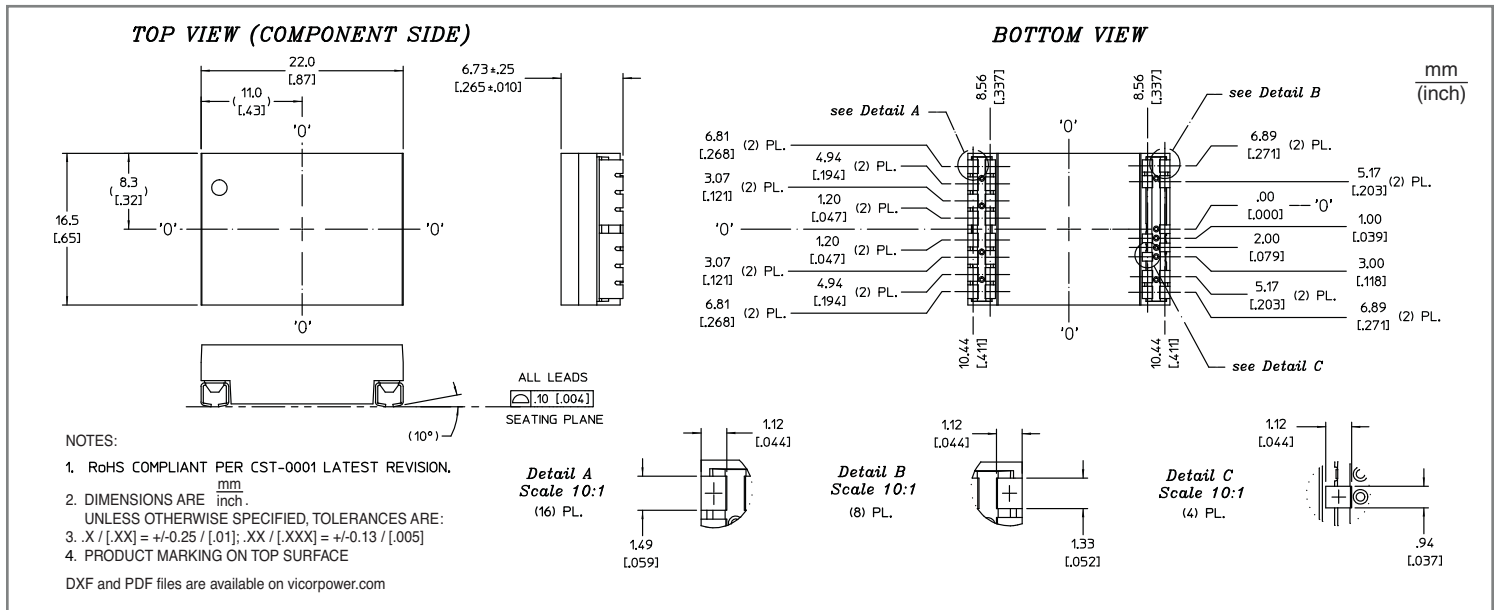 TOP VIEW (COMPONENT SIDE)
22.0
[.87]
(11.0)
[.43]
'0'
8.3
(.32)
[.32]
16.5
[.65]
'0'
'0'
'0'
6.73±.25
[.265±.010]
ALL LEADS
.10 [.004]
SEATING PLANE
(10°)
BOTTOM VIEW
mm
(inch)
8.56
[.337]
8.56
[.337]
see Detail A
see Detail B
'0'
6.81
[.268] (2) PL.
4.94
[.194] (2) PL.
3.07
[.121] (2) PL.
1.20
[.047] (2) PL.
'0'
1.20
[.047] (2) PL.
3.07
[.121] (2) PL.
4.94
[.194] (2) PL.
6.81
[.268] (2) PL.
6.89
[.271] (2) PL.
5.17
[.203] (2) PL.
.00
[.000] '0'
1.00
[.039]
2.00
[.079]
3.00
[.118]
5.17
[.203] (2) PL.
6.89
[.271] (2) PL.
10.44
[.411]
'0'
10.44
[.411]
see Detail C
NOTES:
1. RoHS COMPLIANT PER CST-0001 LATEST REVISION.
2. DIMENSIONS ARE mm/inch.
UNLESS OTHERWISE SPECIFIED, TOLERANCES ARE:
3. .X / [.XX] = +/-0.25 / [.01]; .XX / [.XXX] = +/-0.13 / [.005]
4. PRODUCT MARKING ON TOP SURFACE
DXF and PDF files are available on vicorpower.com
Detail A
Scale 10:1
(16) PL.
1.12
[.044]
1.49
[.059]
Detail B
Scale 10:1
(8) PL.
1.12
[.044]
1.33
[.052]
Detail C
Scale 10:1
(4) PL.
1.12
[.044]
.94
[.037]